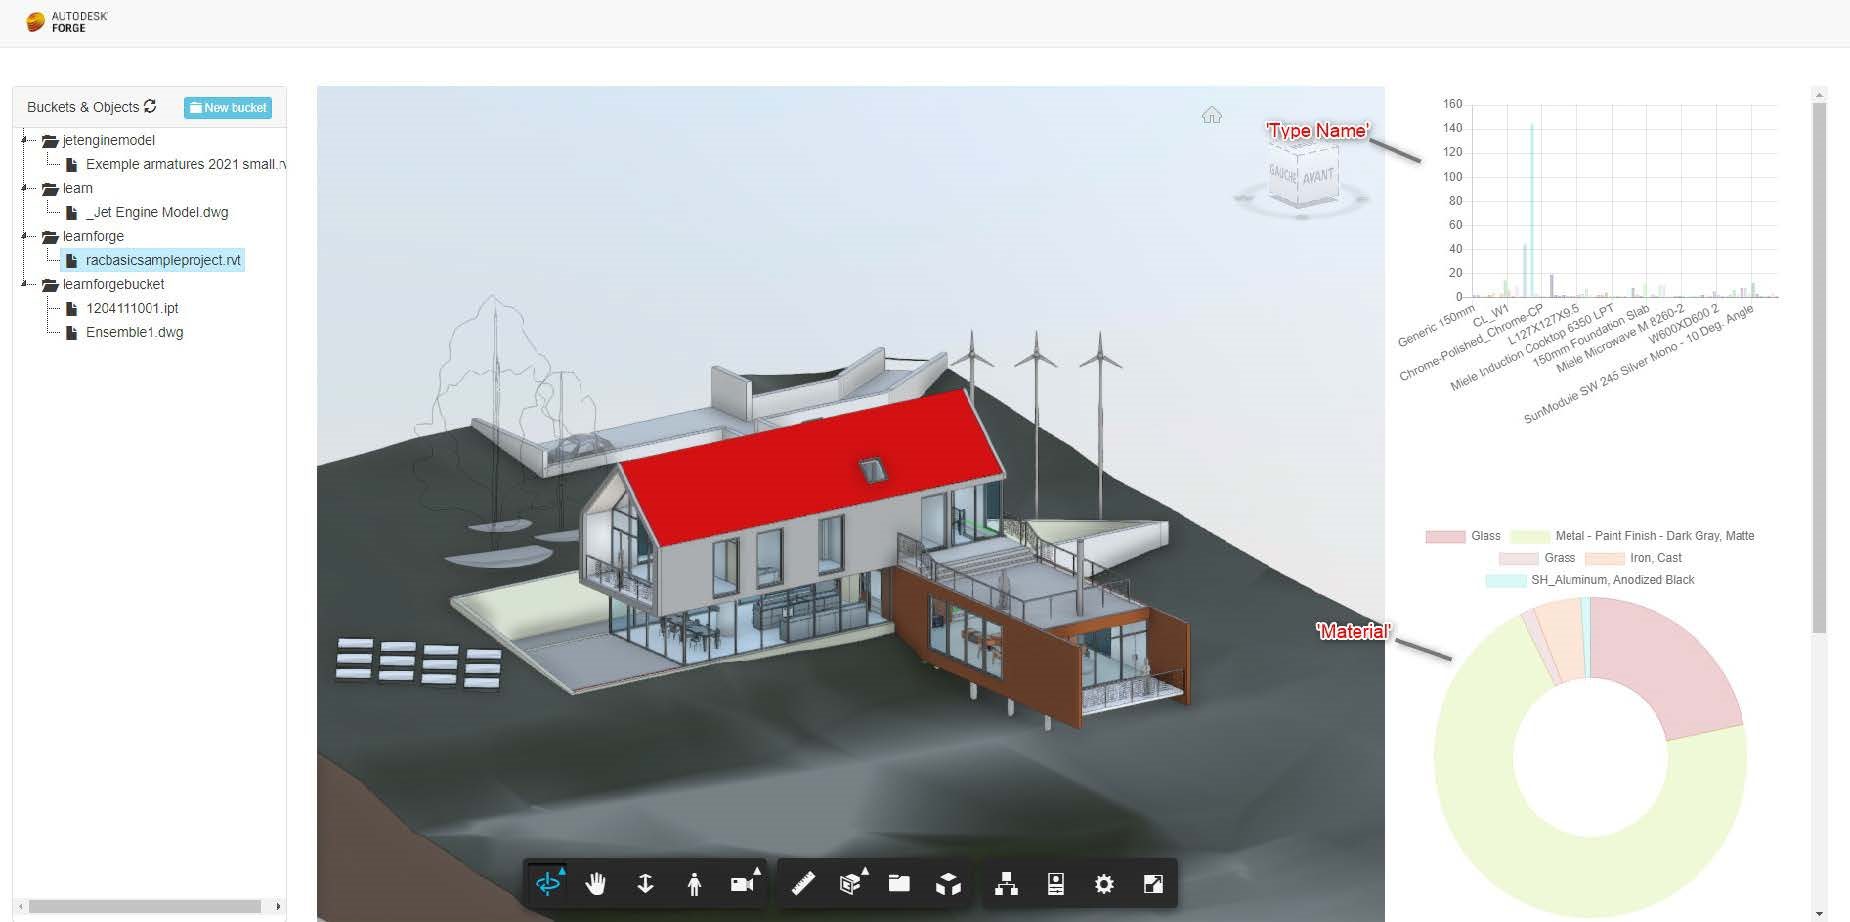 AUTODESK
FORGE
Buckets & Objects
New bucket
jetenginemodel
Exemple armatures 2021 small.rv
learn
_Jet Engine Model.dwg
learnforge
racbasicsampleproject.rvt
learnforgebucket
1204111001.ipt
Ensemble1.dwg
'Type Name'
GAUCHE
AVANT
160
140
120
100
80
60
40
20
0
Generic 150mm
CL_W1
Chrome-Polished_Chrome-CP
L127X127X9.5
Miele Induction Cooktop 6350 LPT
150mm Foundation Slab
Miele Microwave M 8260-2
W600XD600 2
SunModule SW 245 Silver Mono - 10 Deg. Angle
Glass
Metal - Paint Finish - Dark Gray, Matte
Grass
Iron, Cast
SH_Aluminum, Anodized Black
'Material'